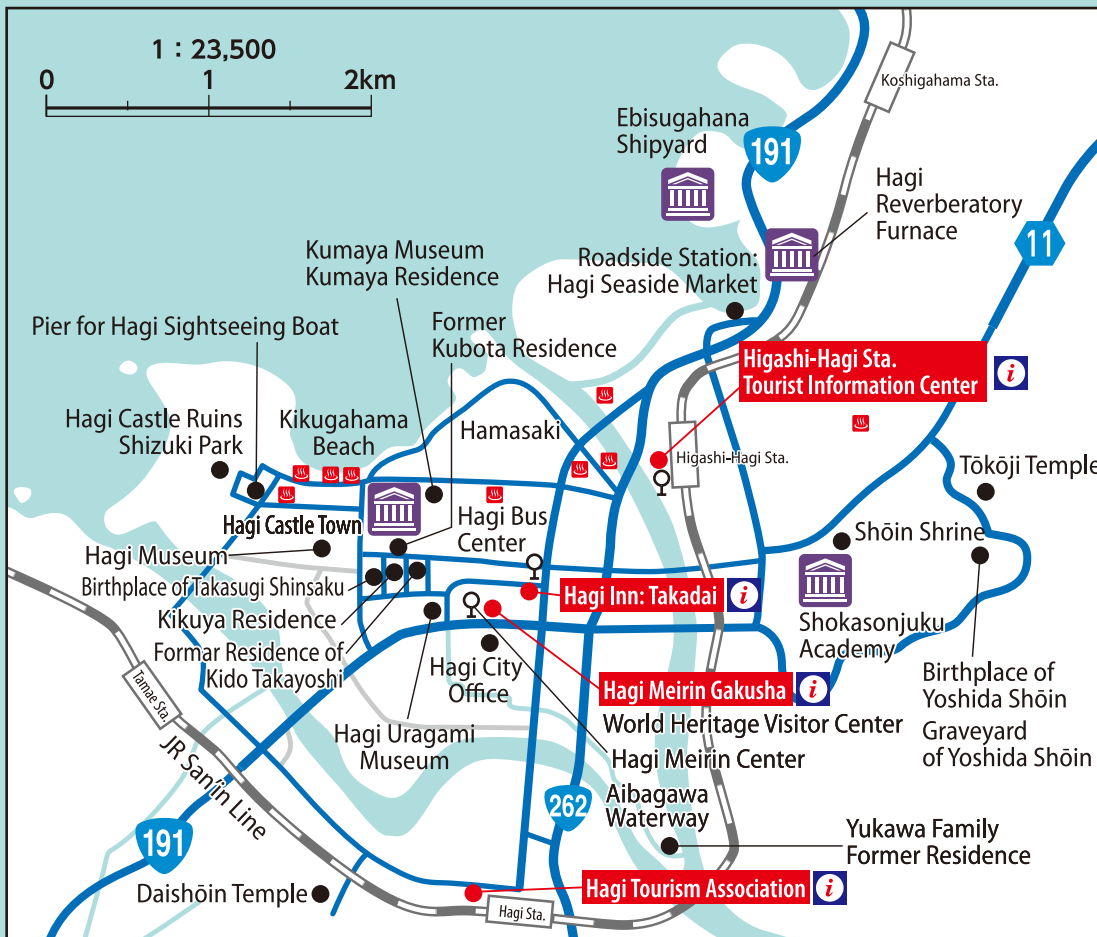 1 : 23,500
0 1 2km
Koshigahama Sta.
Ebisugahana
Shipyard
191
Hagi
Reverberatory
Furnace
11
Kumaya Museum
Kumaya Residence
Roadside Station:
Hagi Seaside Market
Pier for Hagi Sightseeing Boat
Former
Kubota Residence
Higashi-Hagi Sta.
Tourist Information Center
i
Hagi Castle Ruins
Shizuki Park
Kikugahama
Beach
Hamasaki
Higashi-Hagi Sta.
Tōkōji Temple
Hagi Castle Town
Hagi Bus
Center
Shōin Shrine
Hagi Museum
Birthplace of Takasugi Shinsaku
Hagi Inn: Takadai
i
Kikuya Residence
Shokasonjuku
Academy
Formar Residence of
Kido Takayoshi
Hagi City
Office
Hagi Meirin Gakusha
i
Birthplace of
Yoshida Shōin
Graveyard
of Yoshida Shōin
Tamae Sta.
World Heritage Visitor Center
Hagi Uragami
Museum
Hagi Meirin Center
JR San'in Line
262
Aibagawa
Waterway
191
Yukawa Family
Former Residence
Daishōin Temple
Hagi Tourism Association
i
Hagi Sta.